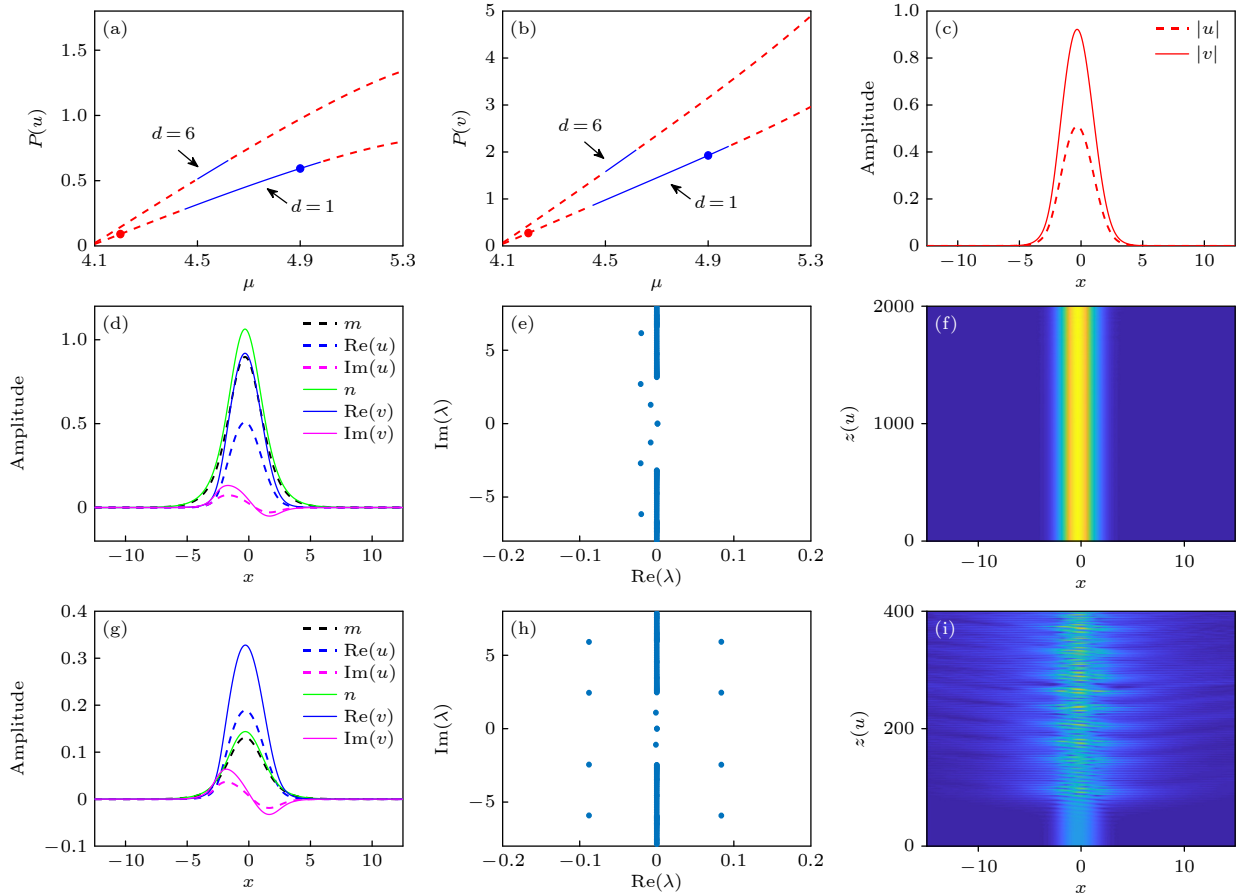 (a)
P(u)
1.5
1.0
0.5
0
4.1 4.5 4.9 5.3
μ
d = 6
d = 1
(b)
P(v)
5
4
3
2
1
0
4.1 4.5 4.9 5.3
μ
d = 6
d = 1
(c)
Amplitude
1.0
0.8
0.6
0.4
0.2
0
−10 −5 0 5 10
x
|u|
|v|
(d)
Amplitude
1.0
0.5
0
−10 −5 0 5 10
x
m
Re(u)
Im(u)
n
Re(v)
Im(v)
(e)
Im(λ)
5
0
−5
−0.2 −0.1 0 0.1 0.2
Re(λ)
(f)
z(u)
2000
1000
0
−10 0 10
x
(g)
Amplitude
0.4
0.3
0.2
0.1
0
−0.1
−10 −5 0 5 10
x
m
Re(u)
Im(u)
n
Re(v)
Im(v)
(h)
Im(λ)
5
0
−5
−0.2 −0.1 0 0.1 0.2
Re(λ)
(i)
z(u)
400
200
0
−10 0 10
x